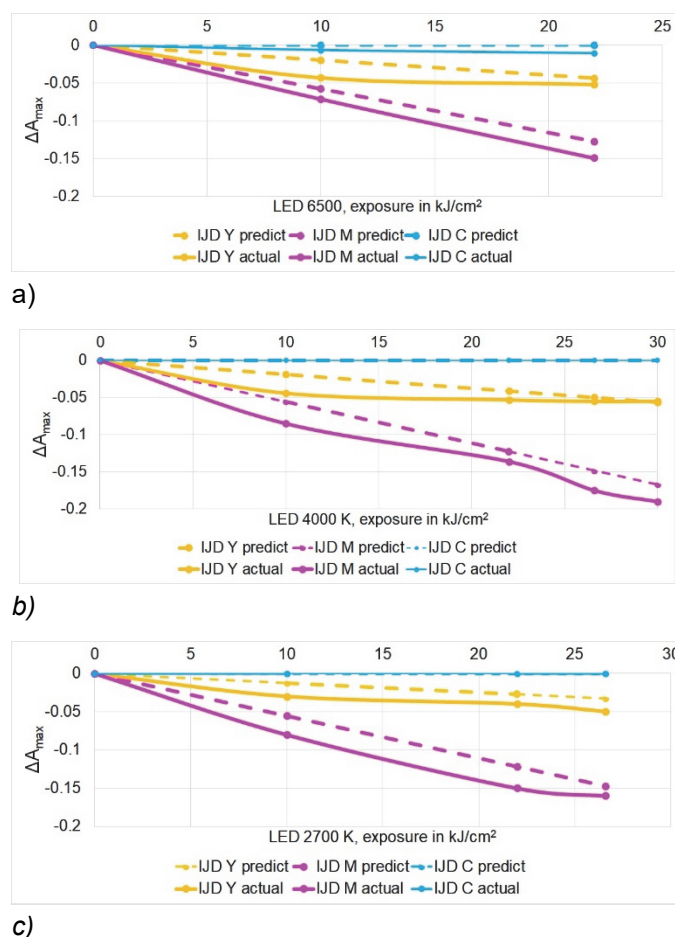 0 5 10 15 20 25
0
-0.05
-0.1
-0.15
-0.2
ΔAmax
LED 6500, exposure in kJ/cm²
IJD Y predict IJD M predict IJD C predict
IJD Y actual IJD M actual IJD C actual
a)
0 5 10 15 20 25 30
0
-0.05
-0.1
-0.15
-0.2
ΔAmax
LED 4000 K, exposure in kJ/cm²
IJD Y predict IJD M predict IJD C predict
IJD Y actual IJD M actual IJD C actual
b)
0 5 10 15 20 25 30
0
-0.05
-0.1
-0.15
-0.2
ΔAmax
LED 2700 K, exposure in kJ/cm²
IJD Y predict IJD M predict IJD C predict
IJD Y actual IJD M actual IJD C actual
c)